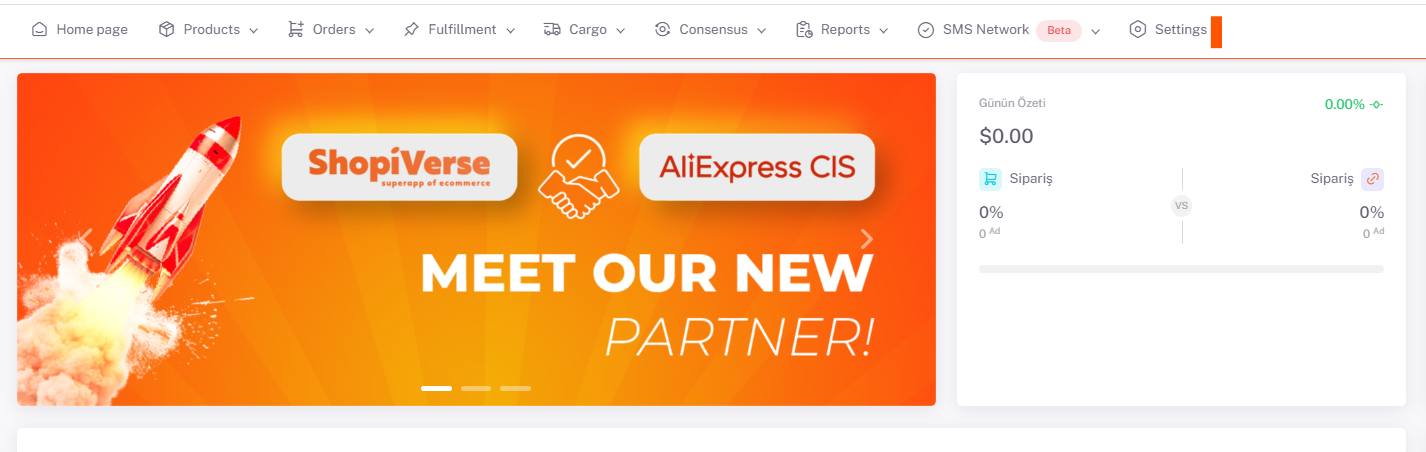 Home page Products Orders Fulfillment Cargo Consensus Reports SMS Network Beta Settings
ShopiVerse
superapp of ecommerce
AliExpress CIS
MEET OUR NEW
PARTNER!
Günün Özeti 0.00%
$0.00
Sipariş Sipariş
VS
0% 0%
0 Ad 0 Ad